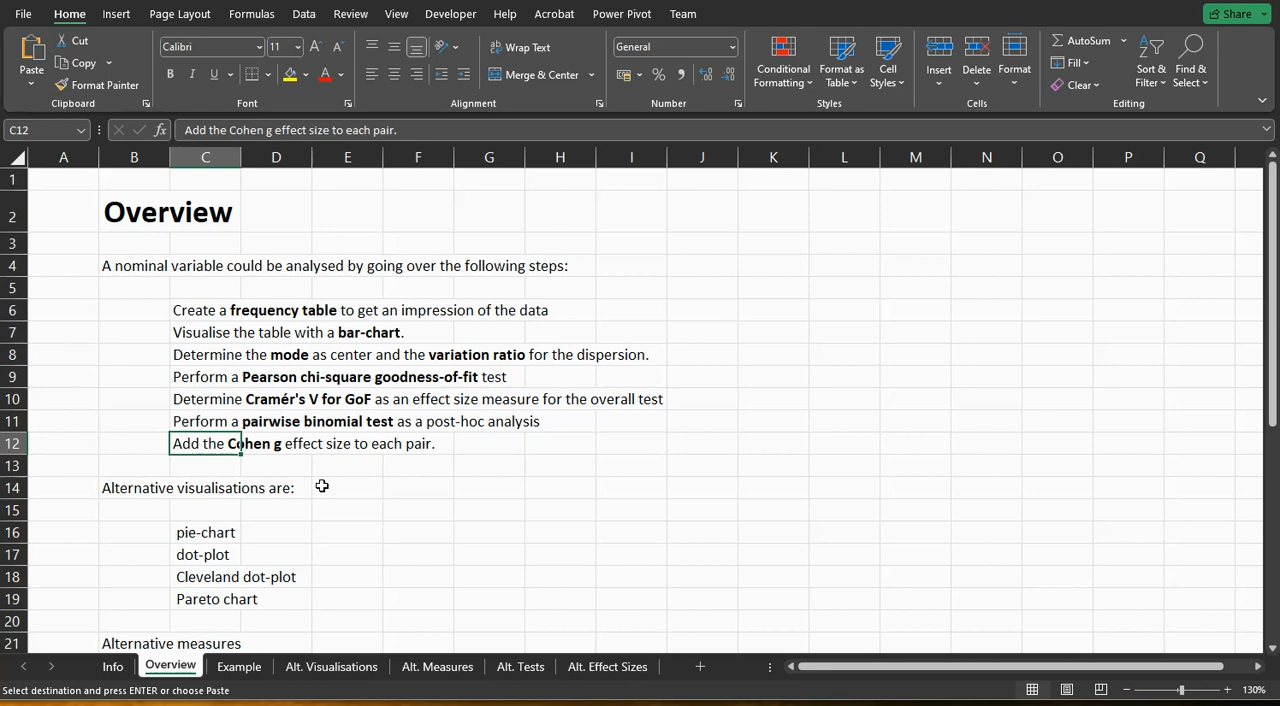 File Home Insert Page Layout Formulas Data Review View Developer Help Acrobat Power Pivot Team Share
Paste
Cut
Copy
Format Painter
Clipboard
Calibri 11
B I U
Font
Wrap Text
Merge & Center
Alignment
General
Number
Conditional Formatting
Format as Table
Cell Styles
Styles
Insert Delete Format
Cells
AutoSum
Fill
Clear
Sort & Filter
Find & Select
Editing
C12 fx Add the Cohen g effect size to each pair.
A B C D E F G H I J K L M N O P Q
1
2 Overview
3
4 A nominal variable could be analysed by going over the following steps:
5
6 Create a frequency table to get an impression of the data
7 Visualise the table with a bar-chart.
8 Determine the mode as center and the variation ratio for the dispersion.
9 Perform a Pearson chi-square goodness-of-fit test
10 Determine Cramér's V for GoF as an effect size measure for the overall test
11 Perform a pairwise binomial test as a post-hoc analysis
12 Add the Cohen g effect size to each pair.
13
14 Alternative visualisations are:
15
16 pie-chart
17 dot-plot
18 Cleveland dot-plot
19 Pareto chart
20
21 Alternative measures
Info Overview Example Alt. Visualisations Alt. Measures Alt. Tests Alt. Effect Sizes
Select destination and press ENTER or choose Paste 130%